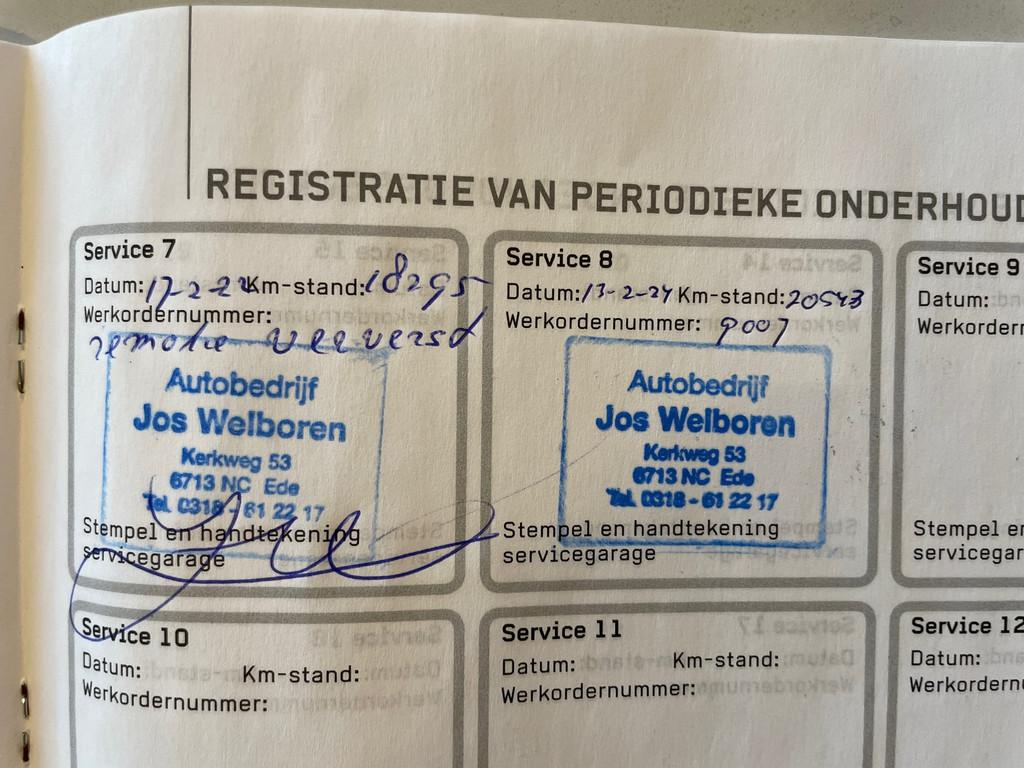 REGISTRATIE VAN PERIODIEKE ONDERHOUD
Service 7
Datum: 17-2-22 Km-stand: 18295
Werkordernummer:
remolie verversd
Autobedrijf
Jos Welboren
Kerkweg 53
6713 NC Ede
Tel. 0318 - 61 22 17
Stempel en handtekening
servicegarage
Service 8
Datum: 13-2-24 Km-stand: 20543
Werkordernummer: 9007
Autobedrijf
Jos Welboren
Kerkweg 53
6713 NC Ede
Tel. 0318 - 61 22 17
Stempel en handtekening
servicegarage
Service 9
Datum:
Werkordern
Stempel en
servicegar
Service 10
Datum: Km-stand:
Werkordernummer:
Service 11
Datum: Km-stand:
Werkordernummer:
Service 12
Datum:
Werkordern